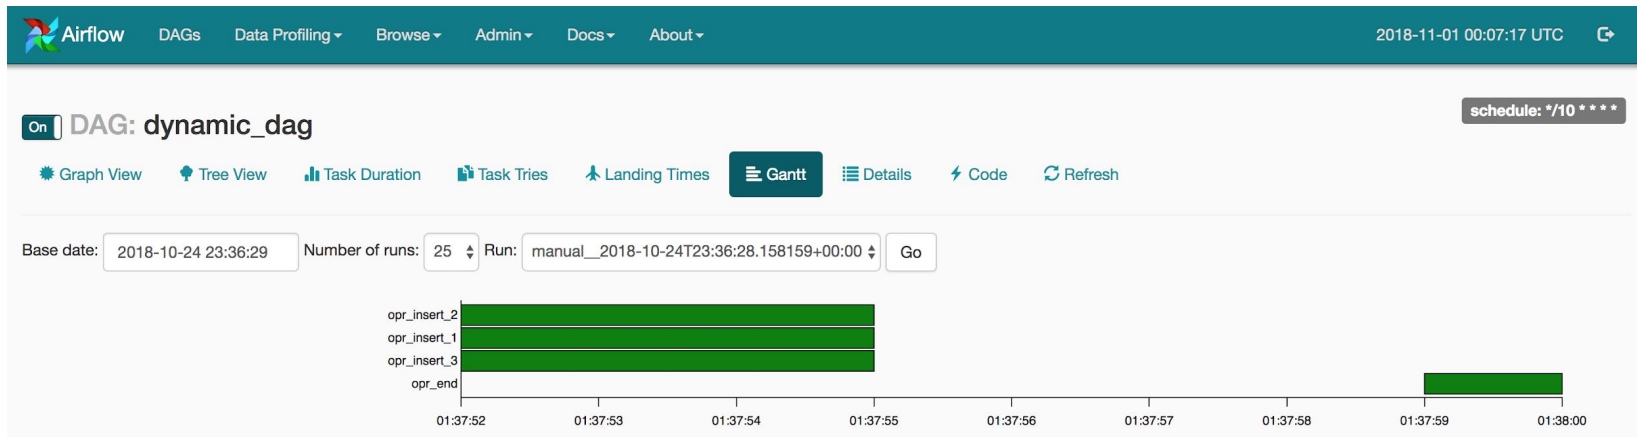 Airflow DAGs Data Profiling Browse Admin Docs About 2018-11-01 00:07:17 UTC
schedule: */10 * * * *
On DAG: dynamic_dag
Graph View Tree View Task Duration Task Tries Landing Times Gantt Details Code Refresh
Base date: 2018-10-24 23:36:29 Number of runs: 25 Run: manual__2018-10-24T23:36:28.158159+00:00 Go
opr_insert_2
opr_insert_1
opr_insert_3
opr_end
01:37:52 01:37:53 01:37:54 01:37:55 01:37:56 01:37:57 01:37:58 01:37:59 01:38:00